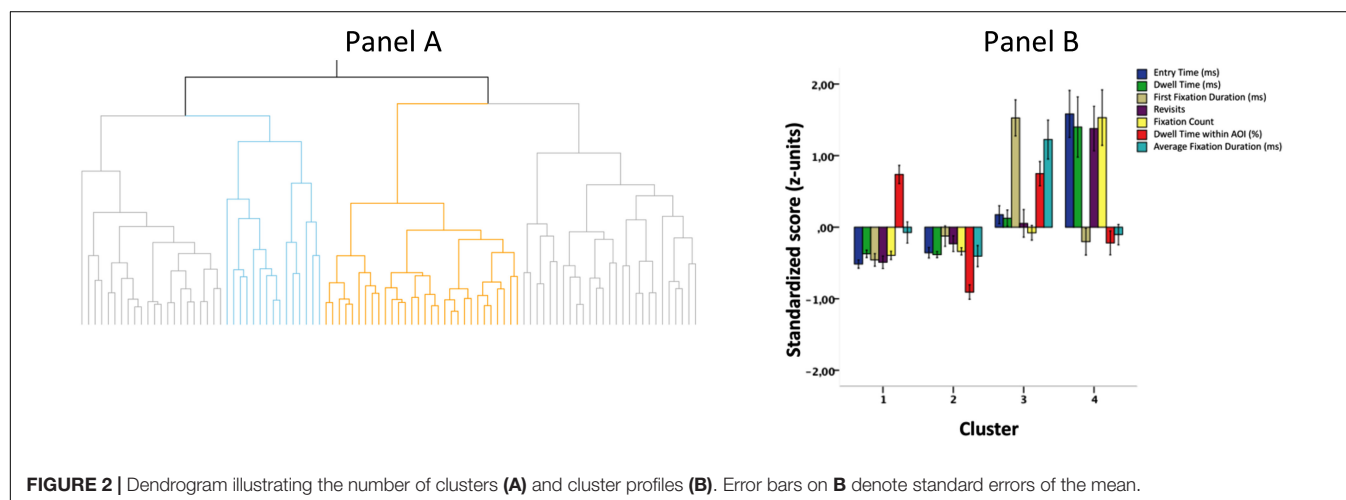 Panel A
Panel B
Entry Time (ms)
Dwell Time (ms)
First Fixation Duration (ms)
Revisits
Fixation Count
Dwell Time within AOI (%)
Average Fixation Duration (ms)
Standardized score (z-units)
2,00
1,00
,00
−1,00
−2,00
1 2 3 4
Cluster
FIGURE 2 | Dendrogram illustrating the number of clusters (A) and cluster profiles (B). Error bars on B denote standard errors of the mean.